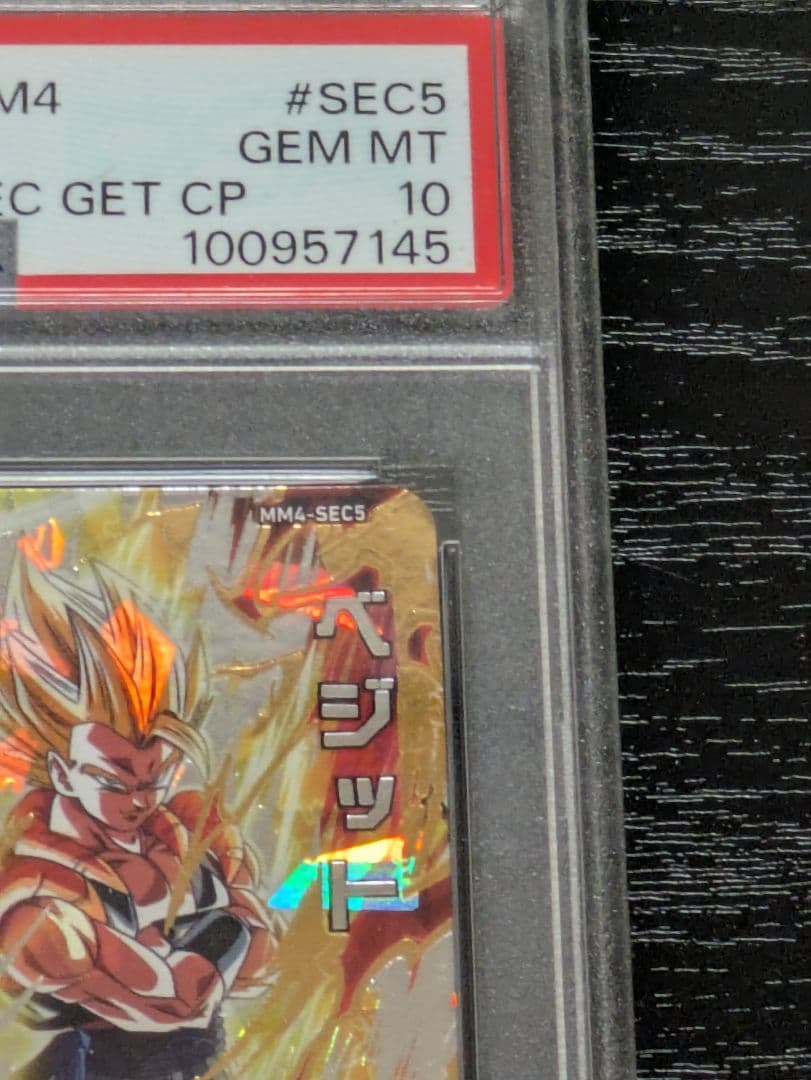 M4 #SEC5
GEM MT
EC GET CP 10
100957145
MM4-SEC5
ベジット